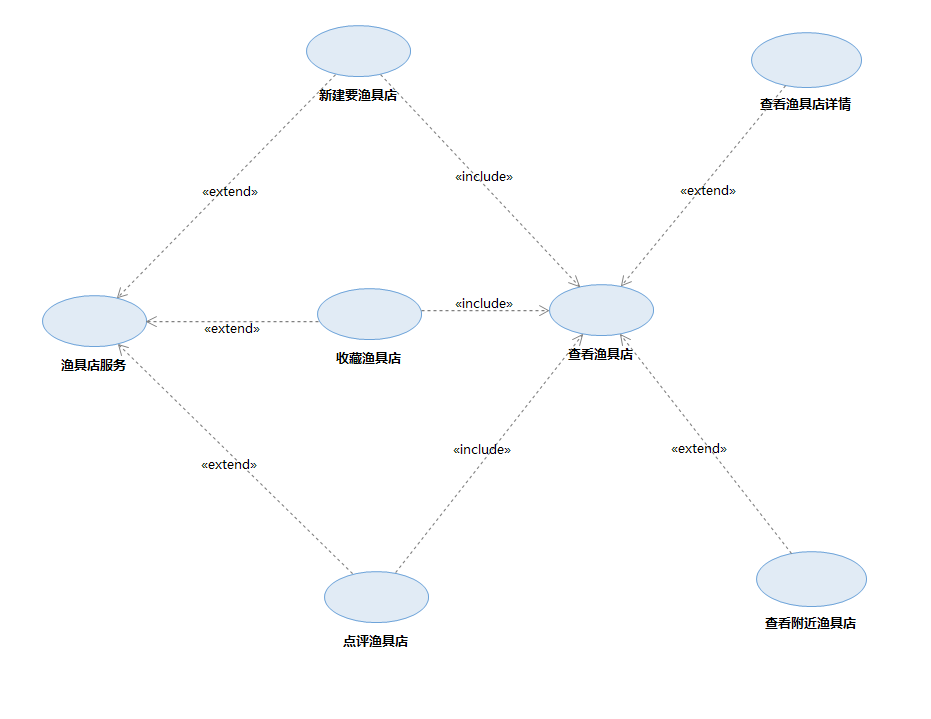 新建要渔具店
查看渔具店详情
«include»
«extend»
«extend»
«include»
«extend»
查看渔具店
收藏渔具店
渔具店服务
«include»
«extend»
«extend»
查看附近渔具店
点评渔具店